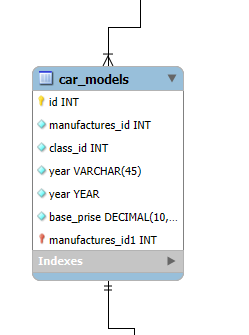 car_models
id INT
manufactures_id INT
class_id INT
year VARCHAR(45)
year YEAR
base_prise DECIMAL(10,...
manufactures_id1 INT
Indexes